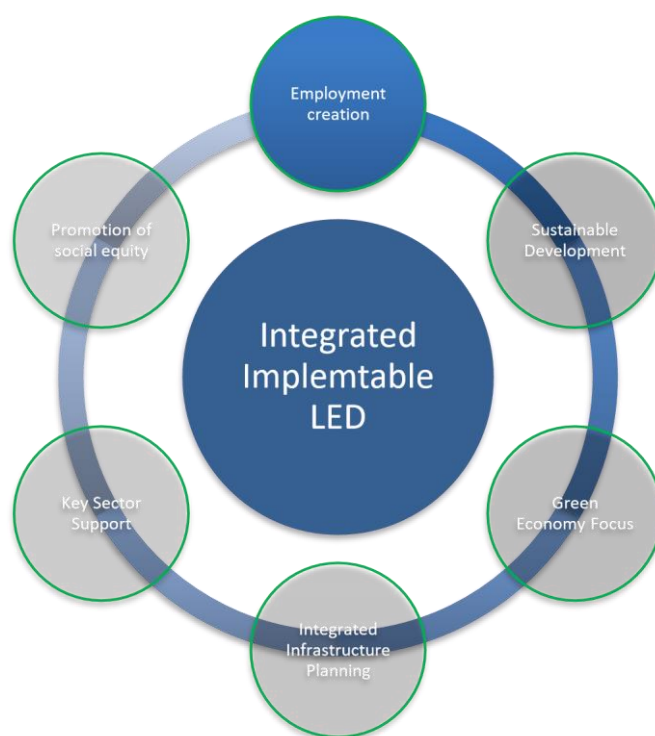 Employment
creation
Promotion of
social equity
Sustainable
Development
Integrated
Implemtable
LED
Key Sector
Support
Green
Economy Focus
Integrated
Infrastructure
Planning